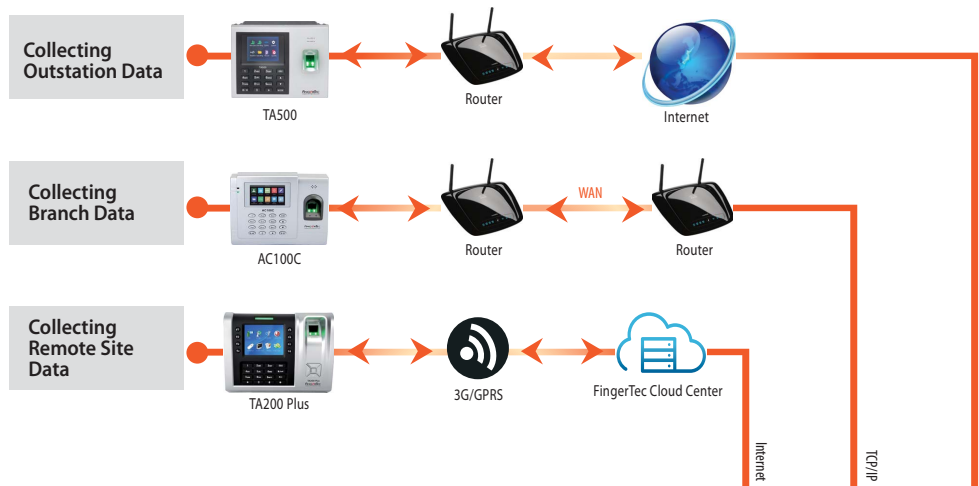 Collecting
Outstation Data
TA500
Router
Internet
Collecting
Branch Data
AC100C
Router
WAN
Router
Collecting
Remote Site
Data
TA200 Plus
3G/GPRS
FingerTec Cloud Center
Internet
TCP/IP